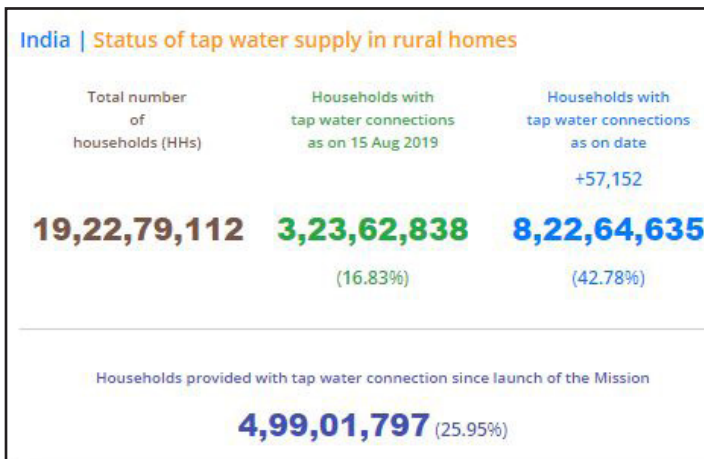 India | Status of tap water supply in rural homes
Total number
of
households (HHs)
19,22,79,112
Households with
tap water connections
as on 15 Aug 2019
3,23,62,838
(16.83%)
Households with
tap water connections
as on date
+57,152
8,22,64,635
(42.78%)
Households provided with tap water connection since launch of the Mission
4,99,01,797 (25.95%)